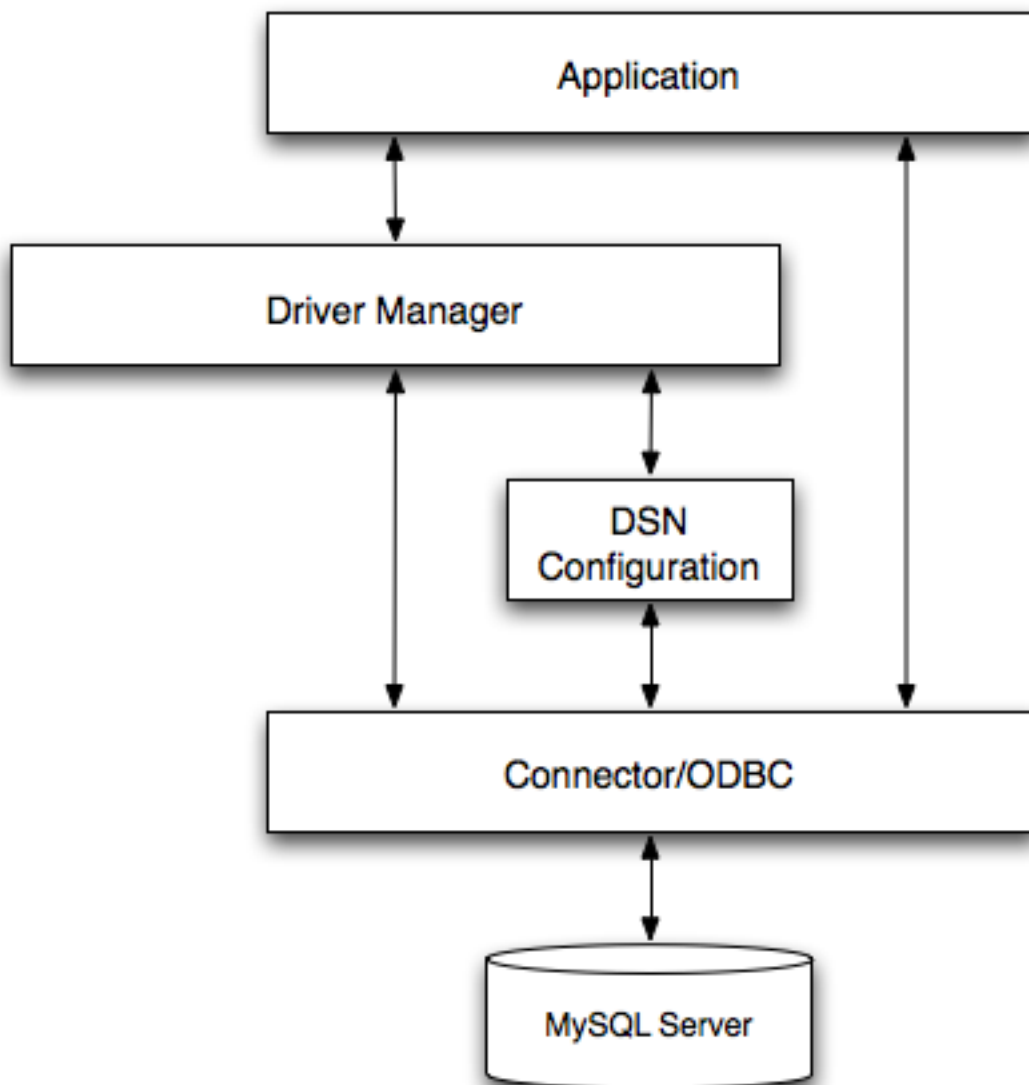 Application
Driver Manager
DSN
Configuration
Connector/ODBC
MySQL Server